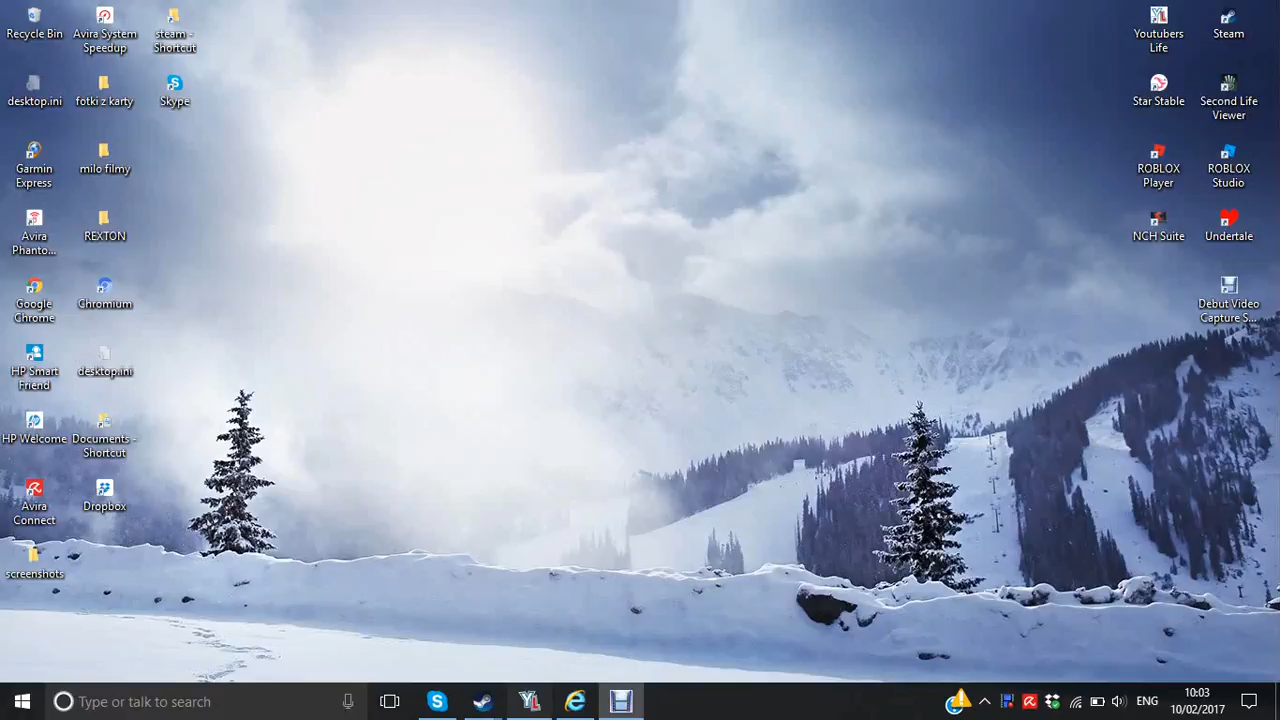 Recycle Bin
Avira System
Speedup
steam -
Shortcut
desktop.ini
fotki z karty
Skype
Garmin
Express
milo filmy
Avira
Phanto...
REXTON
Google
Chrome
Chromium
HP Smart
Friend
desktop.ini
HP Welcome
Documents -
Shortcut
Avira
Connect
Dropbox
screenshots
YL
Youtubers
Life
Steam
Star Stable
Second Life
Viewer
ROBLOX
Player
ROBLOX
Studio
NCH Suite
Undertale
Debut Video
Capture S...
Type or talk to search
YL
ENG
10:03
10/02/2017